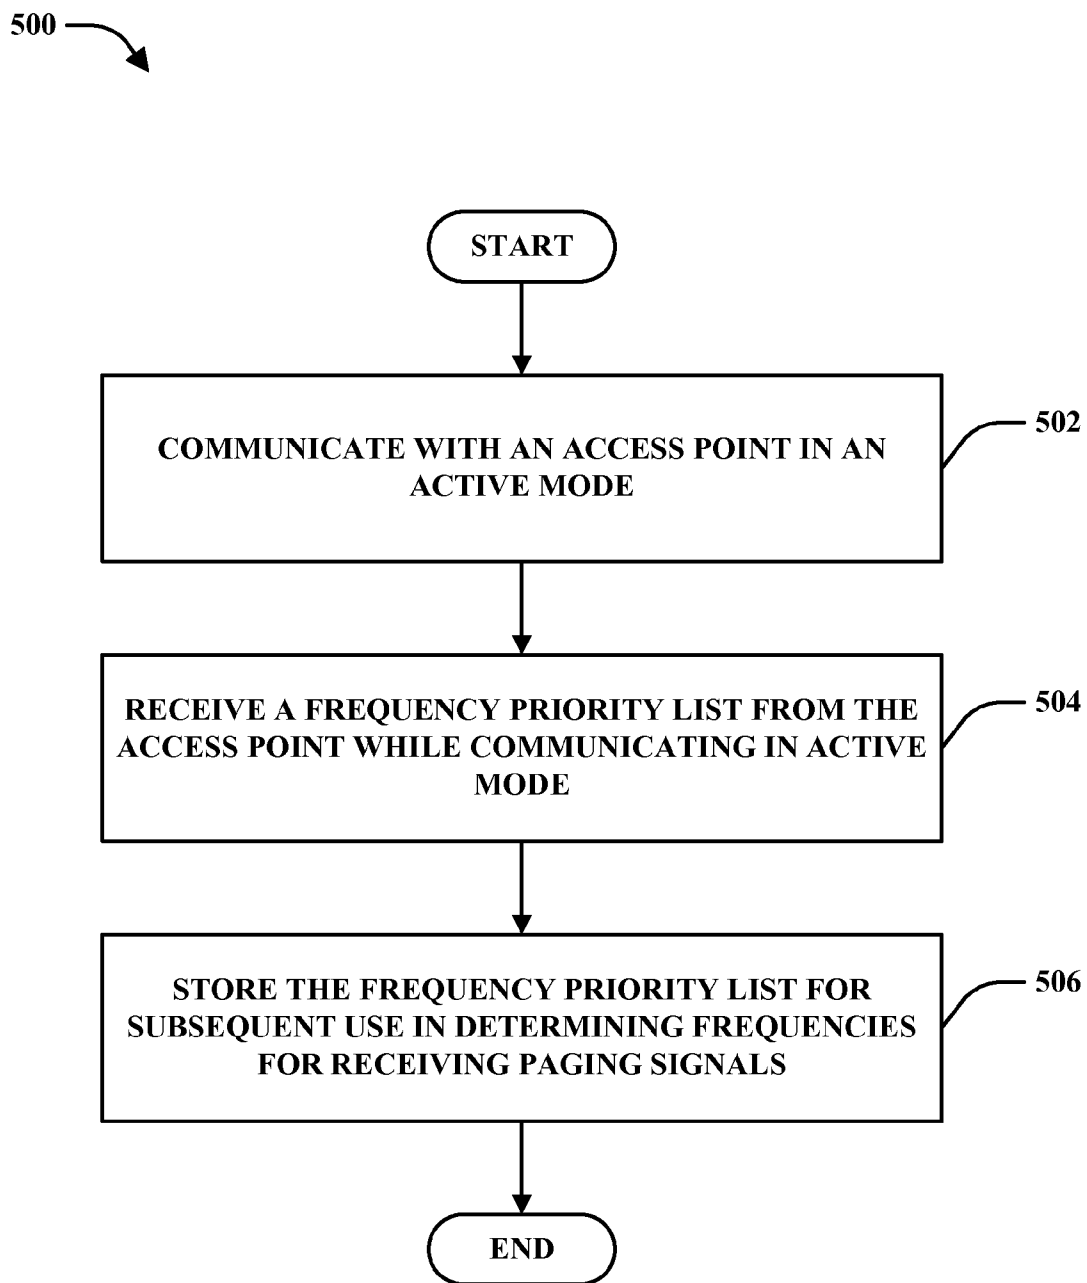 500
START
COMMUNICATE WITH AN ACCESS POINT IN AN
ACTIVE MODE
502
RECEIVE A FREQUENCY PRIORITY LIST FROM THE
ACCESS POINT WHILE COMMUNICATING IN ACTIVE
MODE
504
STORE THE FREQUENCY PRIORITY LIST FOR
SUBSEQUENT USE IN DETERMINING FREQUENCIES
FOR RECEIVING PAGING SIGNALS
506
END